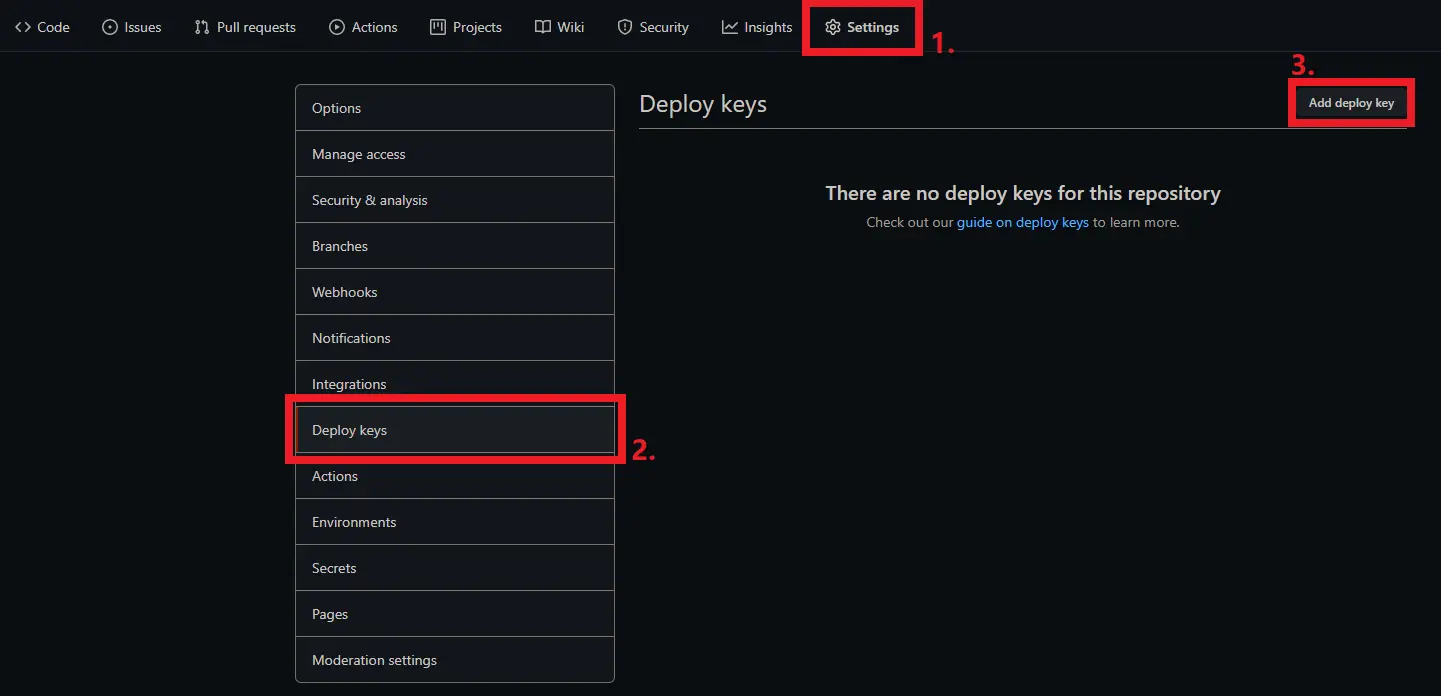 Code Issues Pull requests Actions Projects Wiki Security Insights Settings
1.
3.
Deploy keys
Add deploy key
There are no deploy keys for this repository
Check out our guide on deploy keys to learn more.
Options
Manage access
Security & analysis
Branches
Webhooks
Notifications
Integrations
Deploy keys
2.
Actions
Environments
Secrets
Pages
Moderation settings